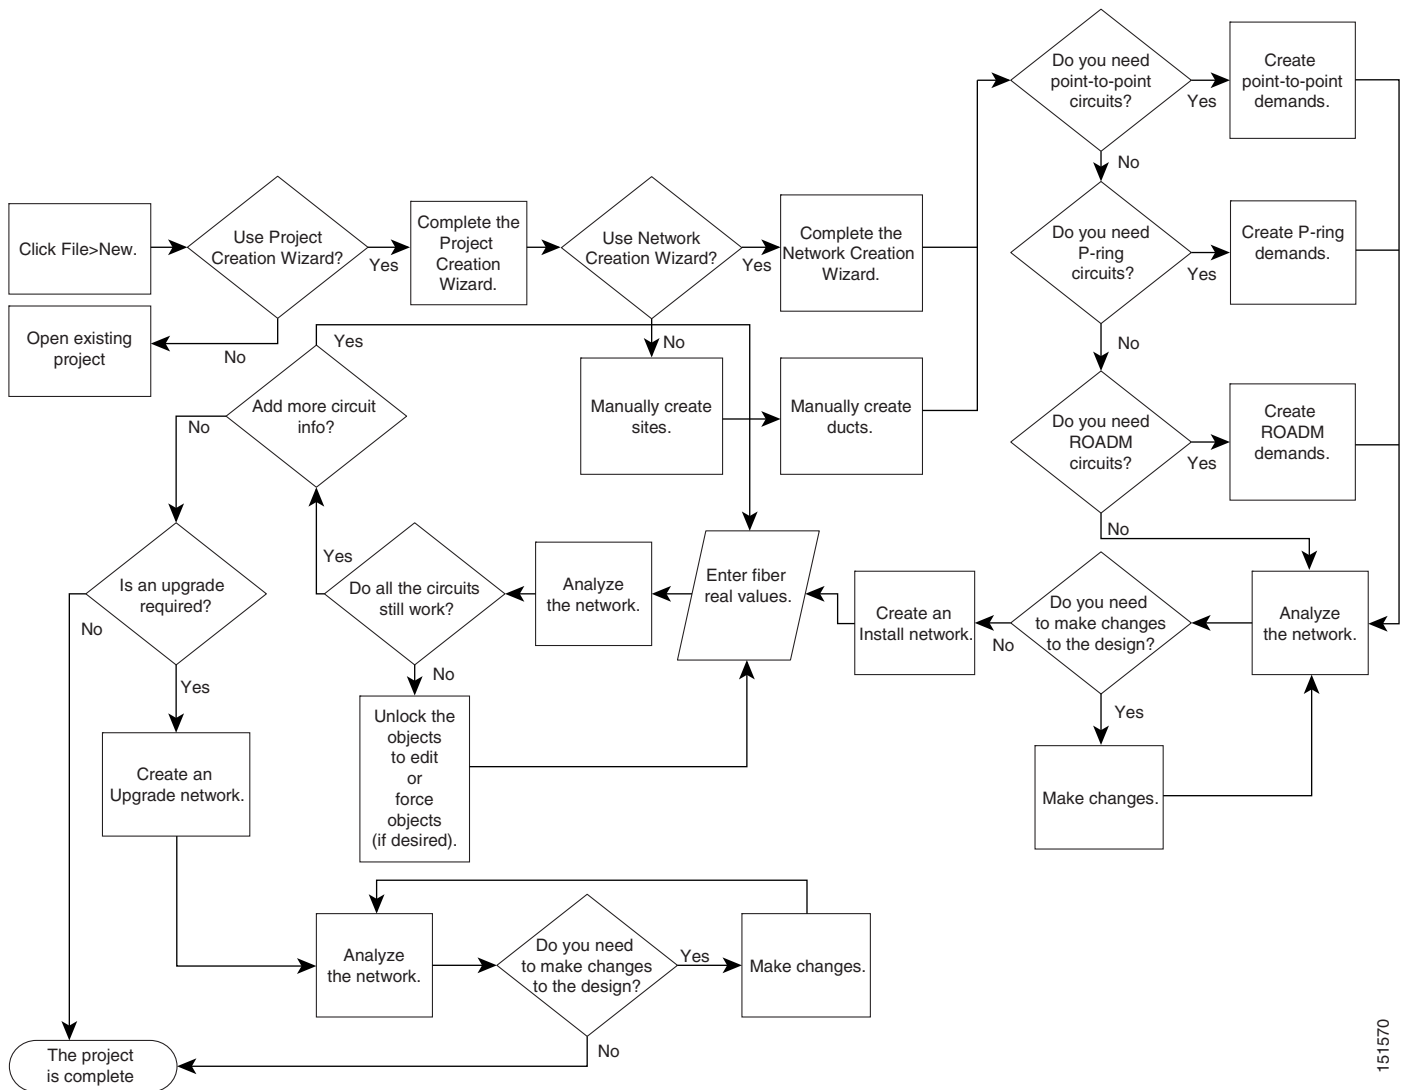 Click File>New.
Use Project
Creation Wizard?
Yes
No
Open existing
project
Complete the
Project
Creation
Wizard.
Use Network
Creation Wizard?
Yes
No
Complete the
Network Creation
Wizard.
Manually create
sites.
Manually create
ducts.
Do you need
point-to-point
circuits?
Yes
No
Create
point-to-point
demands.
Do you need
P-ring
circuits?
Yes
No
Create P-ring
demands.
Do you need
ROADM
circuits?
Yes
No
Create
ROADM
demands.
Analyze
the network.
Do you need
to make changes
to the design?
No
Yes
Make changes.
Create an
Install network.
Enter fiber
real values.
Analyze
the network.
Do all the circuits
still work?
Yes
No
Unlock the
objects
to edit
or
force
objects
(if desired).
Add more circuit
info?
Yes
No
Is an upgrade
required?
No
Yes
Create an
Upgrade network.
Analyze
the network.
Do you need
to make changes
to the design?
Yes
No
Make changes.
The project
is complete
151570